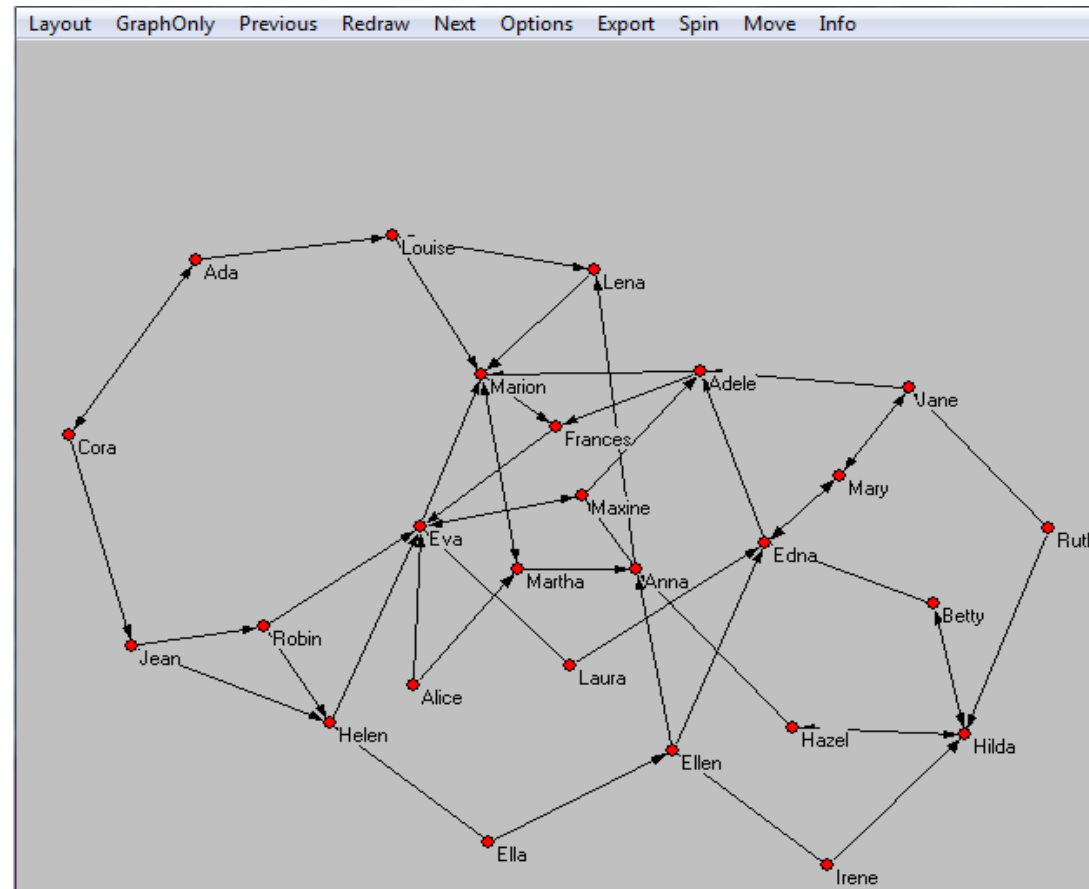 Layout GraphOnly Previous Redraw Next Options Export Spin Move Info
Louise
Ada
Lena
Marion
Adele
Jane
Frances
Cora
Mary
Maxine
Eva
Ruth
Edna
Martha
Anna
Betty
Robin
Jean
Laura
Alice
Helen
Hazel
Hilda
Ellen
Ella
Irene